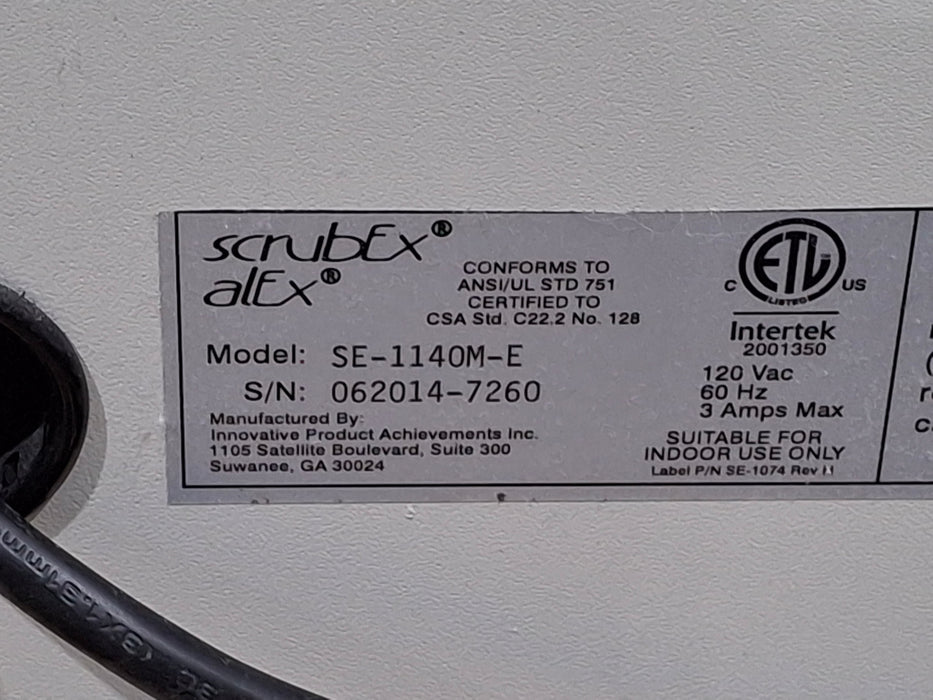 scrubEx®
alEx®
CONFORMS TO
ANSI/UL STD 751
CERTIFIED TO
CSA Std. C22.2 No. 128
ETL
LISTED
C US
Intertek
2001350
Model: SE-1140M-E
S/N: 062014-7260
120 Vac
60 Hz
3 Amps Max
Manufactured By:
Innovative Product Achievements Inc.
1105 Satellite Boulevard, Suite 300
Suwanee, GA 30024
SUITABLE FOR
INDOOR USE ONLY
Label P/N SE-1074 Rev H